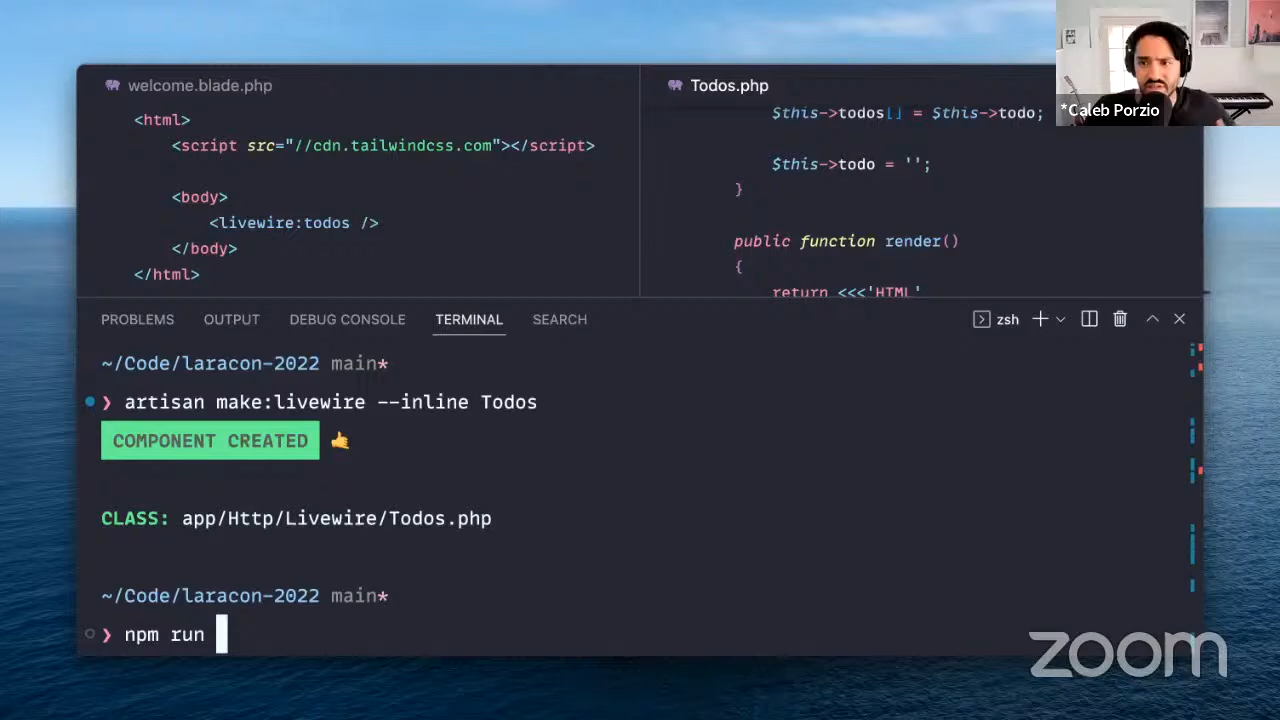 welcome.blade.php
<html>
<script src="//cdn.tailwindcss.com"></script>
<body>
<livewire:todos />
</body>
</html>
Todos.php
$this->todos[] = $this->todo;
$this->todo = '';
}
public function render()
{
return <<<'HTML'
*Caleb Porzio
PROBLEMS OUTPUT DEBUG CONSOLE TERMINAL SEARCH zsh
~/Code/laracon-2022 main*
❯ artisan make:livewire --inline Todos
COMPONENT CREATED 🤙
CLASS: app/Http/Livewire/Todos.php
~/Code/laracon-2022 main*
❯ npm run
zoom